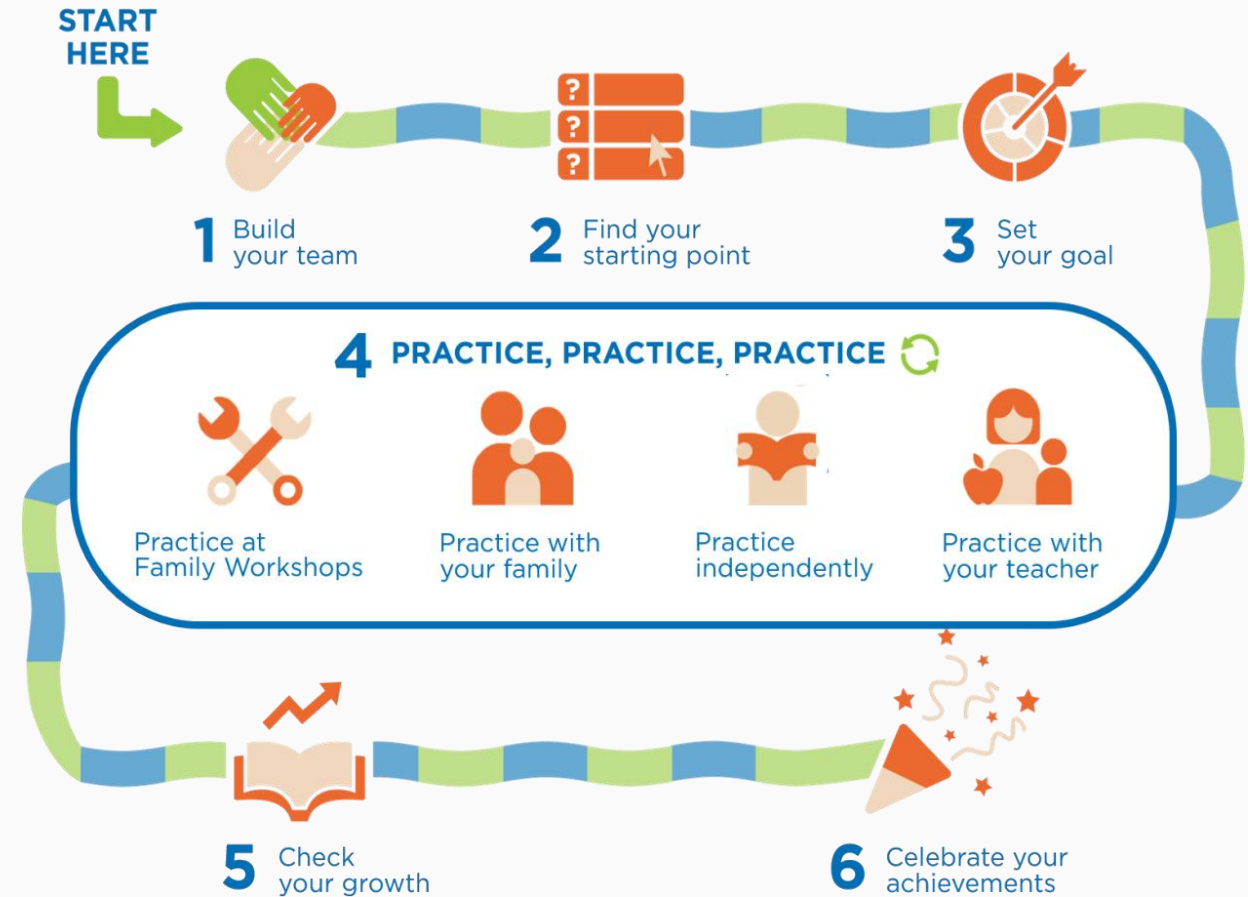 START
HERE
1 Build
your team
2 Find your
starting point
3 Set
your goal
4 PRACTICE, PRACTICE, PRACTICE
Practice at
Family Workshops
Practice with
your family
Practice
independently
Practice with
your teacher
5 Check
your growth
6 Celebrate your
achievements
?
?
?